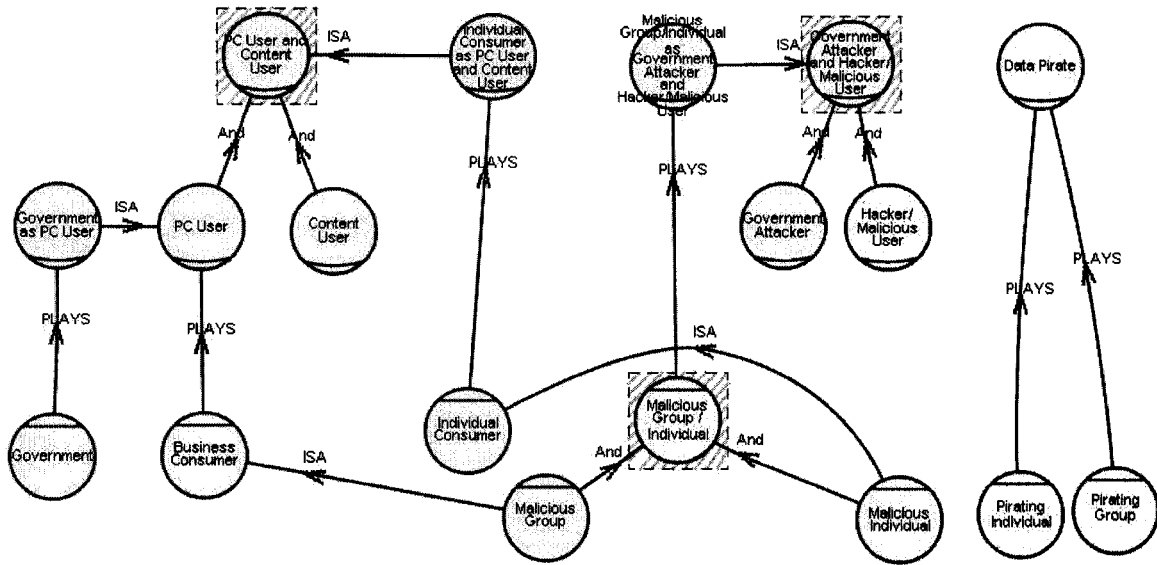 PC User and
Content
User
ISA
Individual
Consumer
as PC User
and Content
User
Malicious
Group/Individual
as
Government
Attacker
and
Hacker/Malicious
User
ISA
Government
Attacker
and Hacker/
Malicious
User
Data Pirate
And
And
PLAYS
PLAYS
And
And
Government
as PC User
ISA
PC User
Content
User
Government
Attacker
Hacker/
Malicious
User
PLAYS
PLAYS
PLAYS
PLAYS
ISA
Government
Business
Consumer
ISA
Individual
Consumer
Malicious
Group /
Individual
And
And
Malicious
Group
Malicious
Individual
Pirating
Individual
Pirating
Group